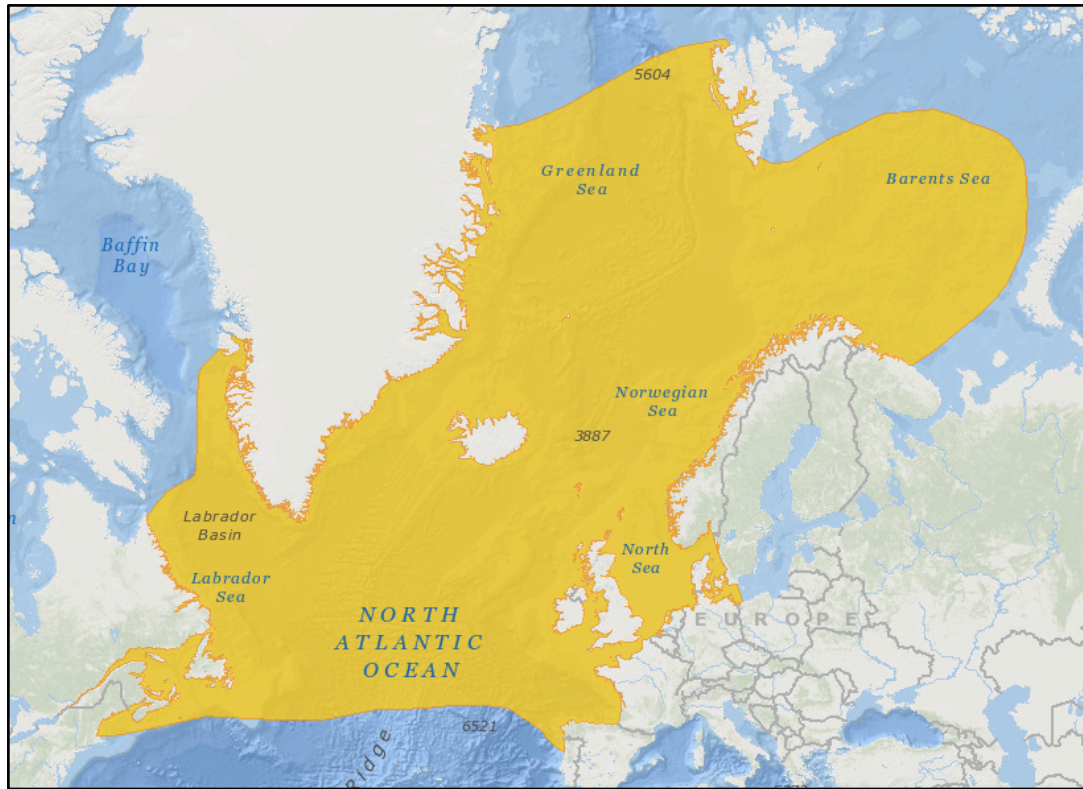 5604
Greenland
Sea
Barents Sea
Baffin
Bay
Norwegian
Sea
3887
Labrador
Basin
North
Sea
Labrador
Sea
NORTH
ATLANTIC
OCEAN
EUROPE
6521
Ridge